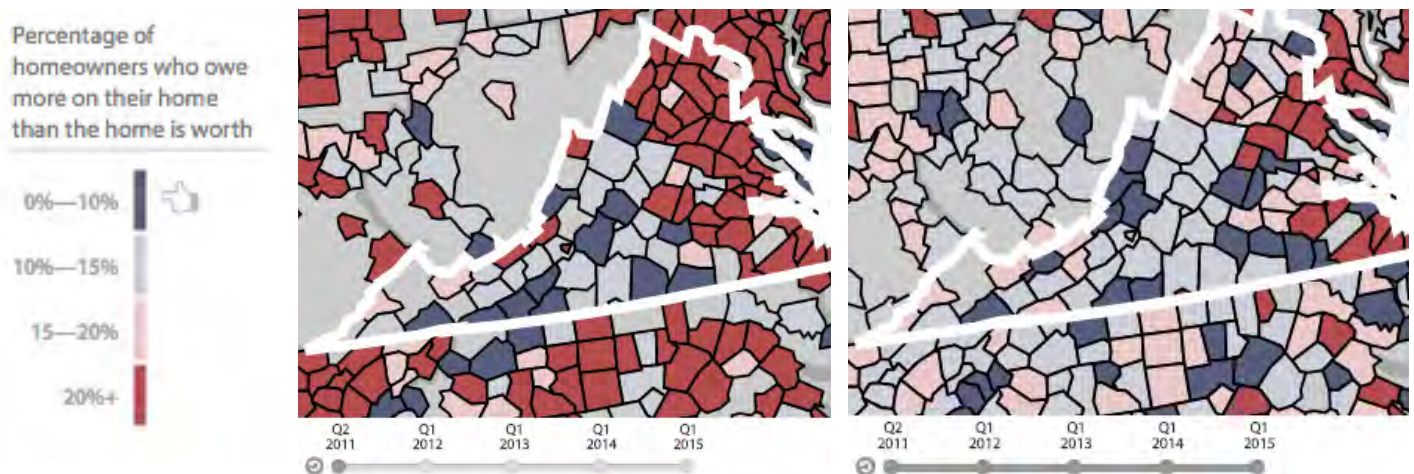 Percentage of
homeowners who owe
more on their home
than the home is worth
0%—10%
10%—15%
15—20%
20%+
Q2 Q1 Q1 Q1 Q1
2011 2012 2013 2014 2015
Q2 Q1 Q1 Q1 Q1
2011 2012 2013 2014 2015